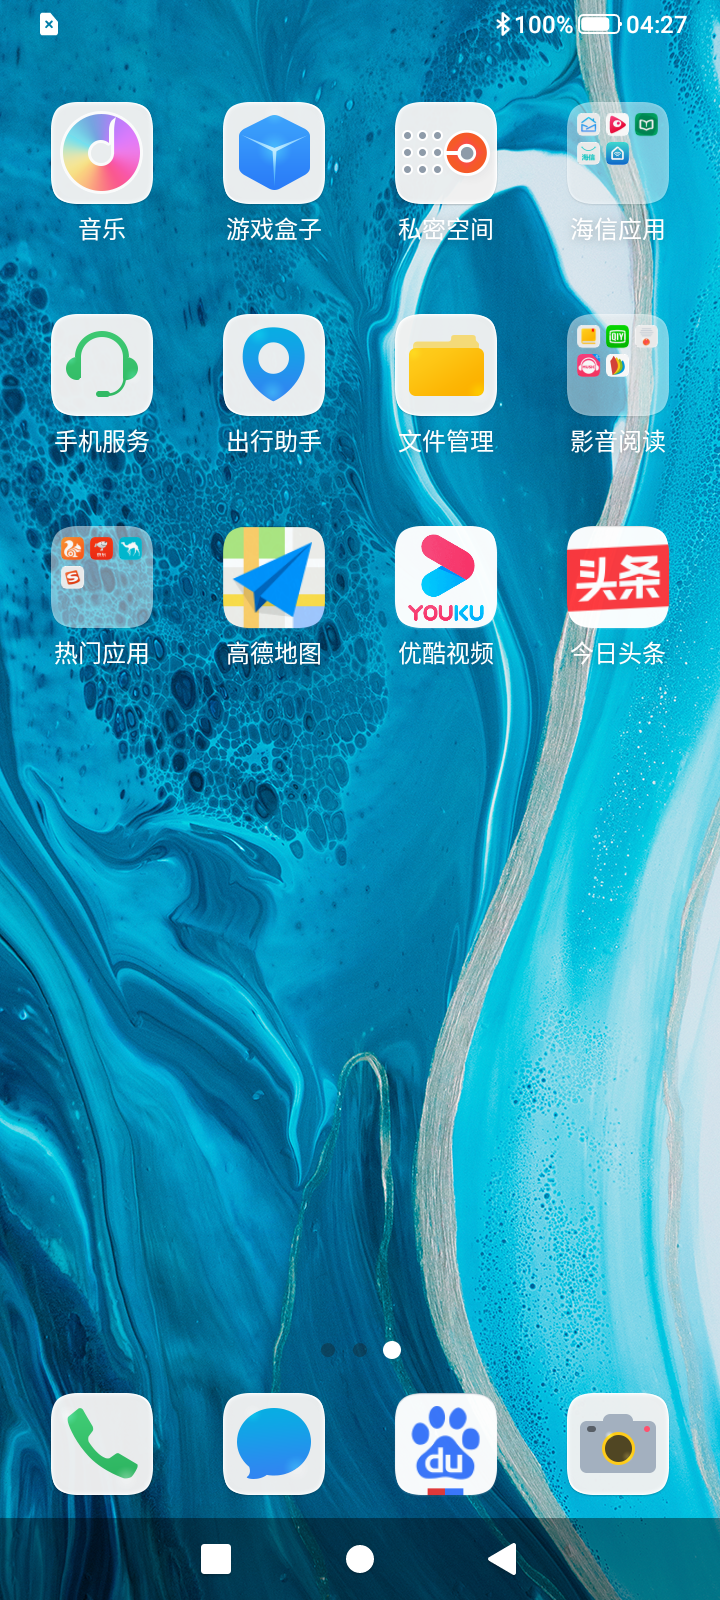 100% 04:27
音乐
游戏盒子
私密空间
海信应用
手机服务
出行助手
文件管理
影音阅读
热门应用
高德地图
YOUKU
优酷视频
头条
今日头条
du